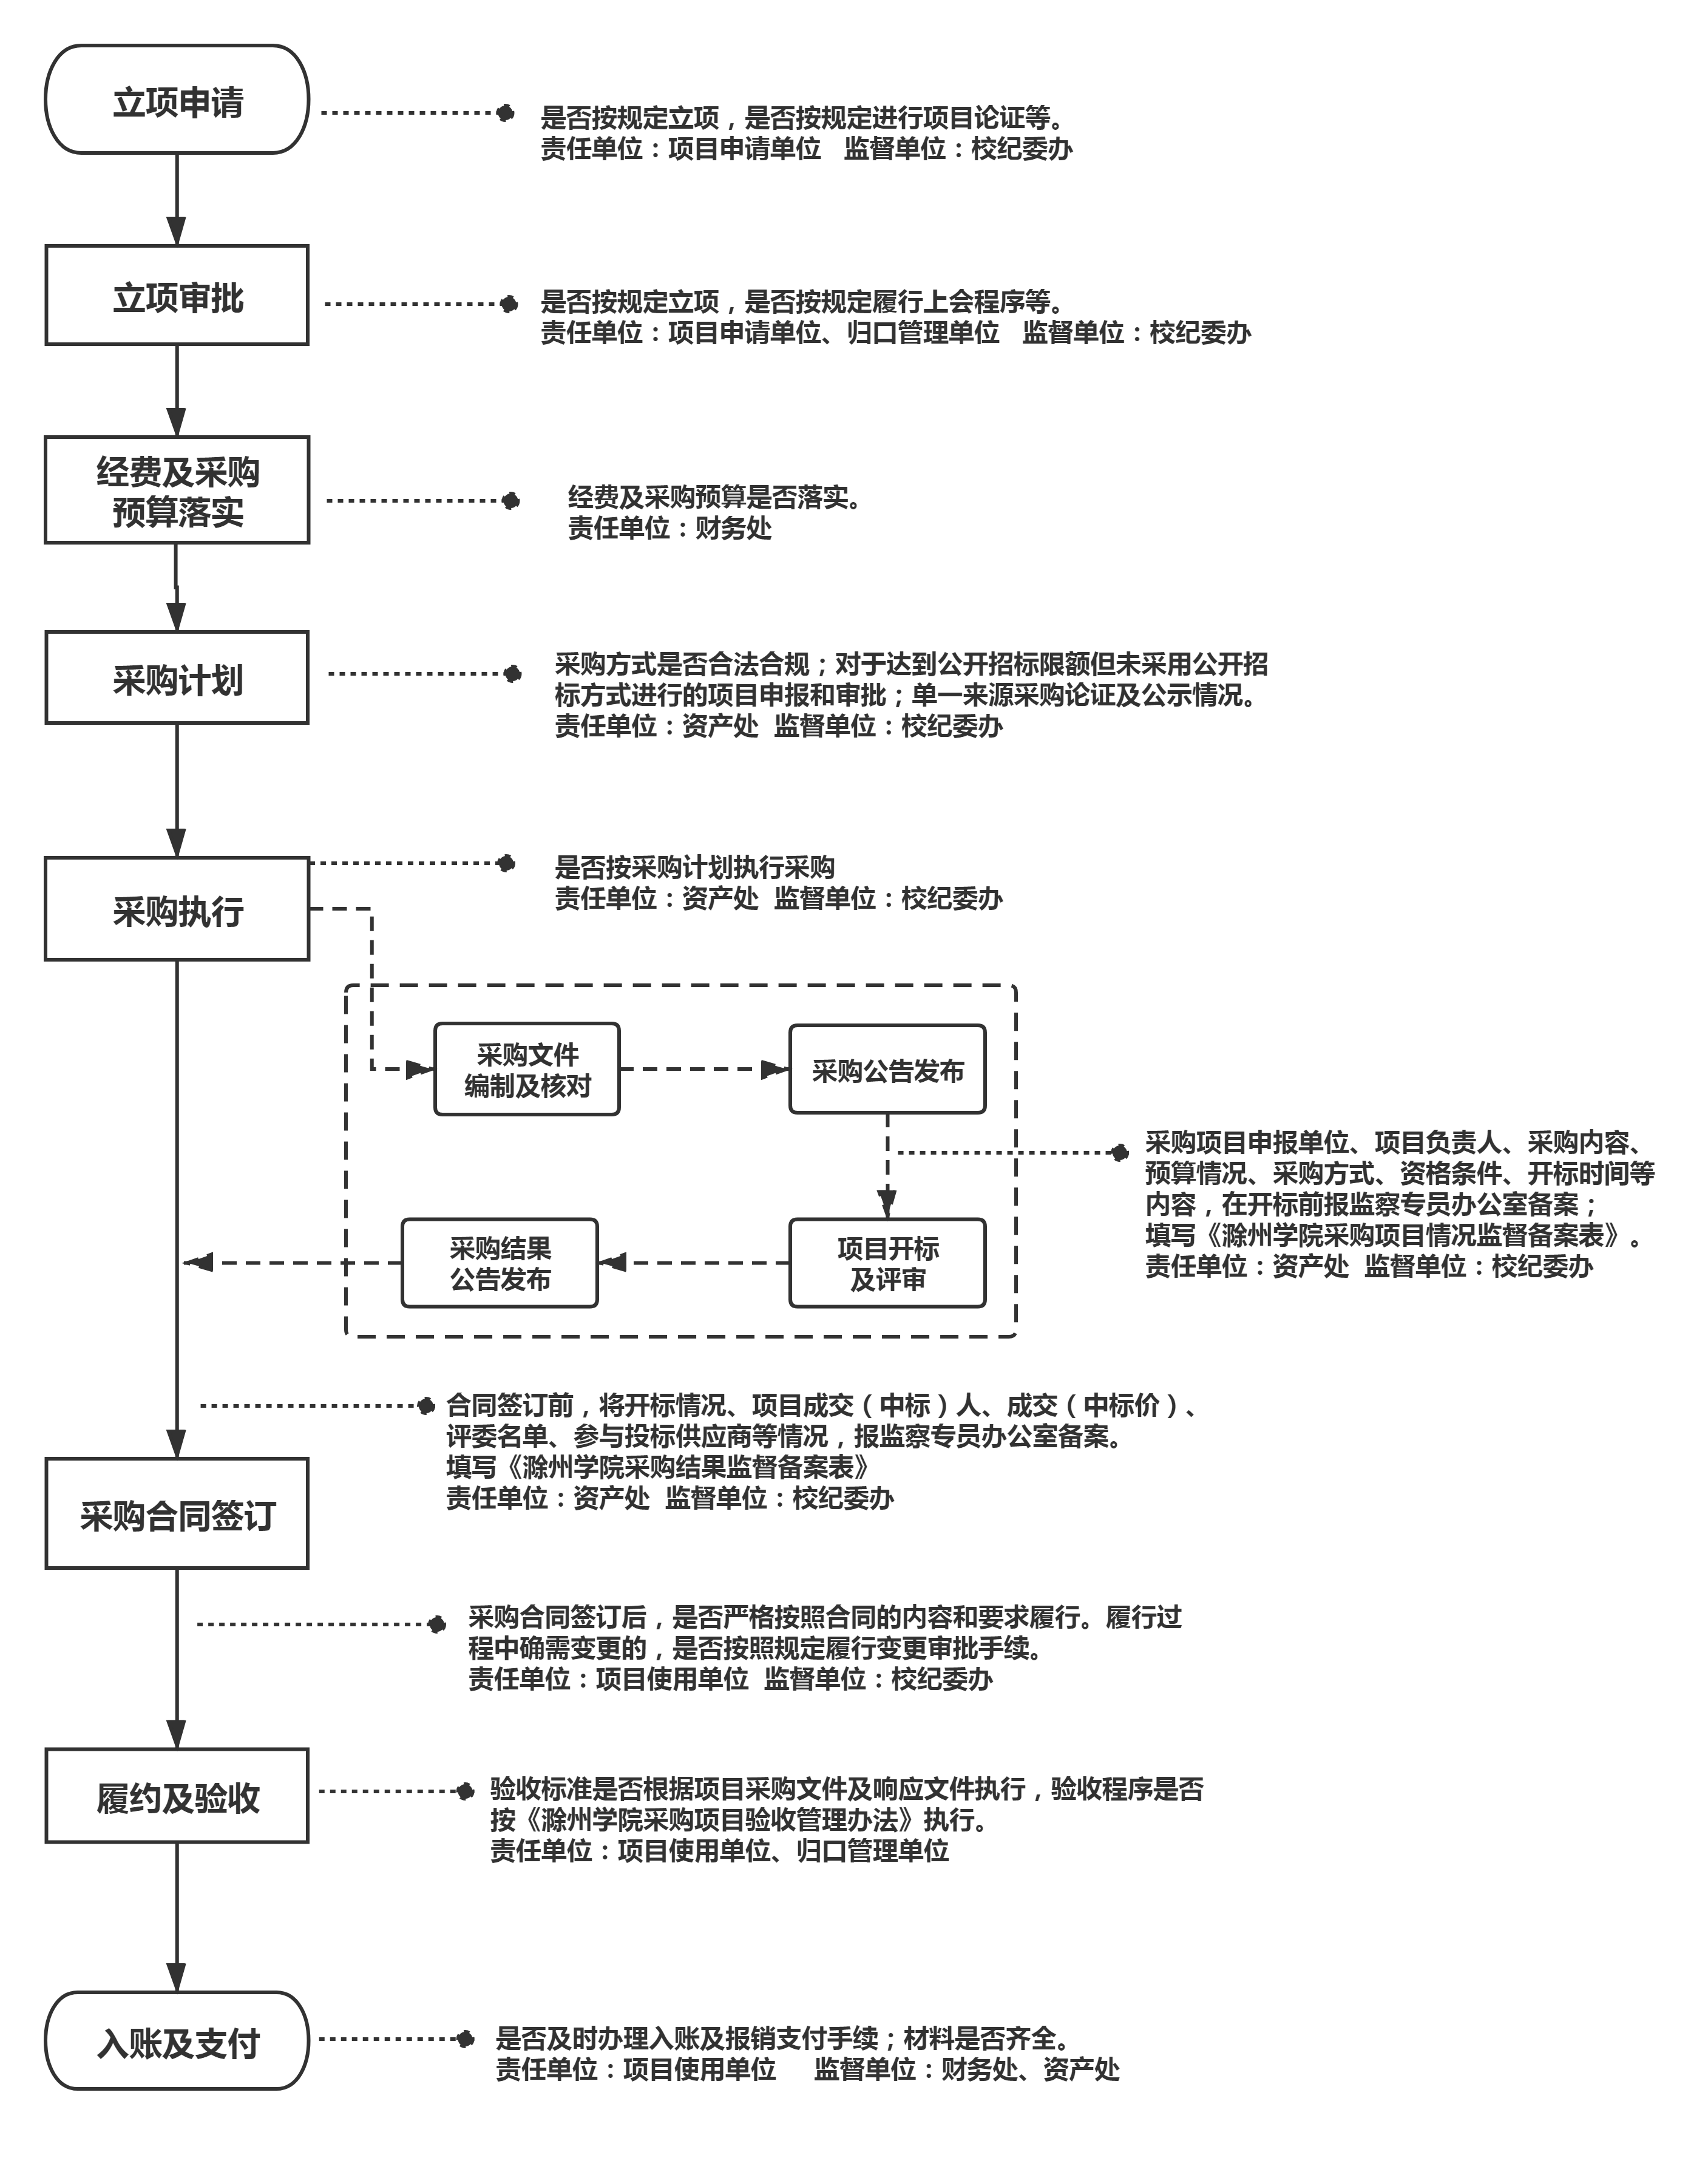 立项申请
是否按规定立项，是否按规定进行项目论证等。
责任单位：项目申请单位 监督单位：校纪委办
立项审批
是否按规定立项，是否按规定履行上会程序等。
责任单位：项目申请单位、归口管理单位 监督单位：校纪委办
经费及采购
预算落实
经费及采购预算是否落实。
责任单位：财务处
采购计划
采购方式是否合法合规；对于达到公开招标限额但未采用公开招
标方式进行的项目申报和审批；单一来源采购论证及公示情况。
责任单位：资产处 监督单位：校纪委办
采购执行
是否按采购计划执行采购
责任单位：资产处 监督单位：校纪委办
采购文件
编制及核对
采购公告发布
采购项目申报单位、项目负责人、采购内容、
预算情况、采购方式、资格条件、开标时间等
内容，在开标前报监察专员办公室备案；
填写《滁州学院采购项目情况监督备案表》。
责任单位：资产处 监督单位：校纪委办
项目开标
及评审
采购结果
公告发布
合同签订前，将开标情况、项目成交（中标）人、成交（中标价）、
评委名单、参与投标供应商等情况，报监察专员办公室备案。
填写《滁州学院采购结果监督备案表》
责任单位：资产处 监督单位：校纪委办
采购合同签订
采购合同签订后，是否严格按照合同的内容和要求履行。履行过
程中确需变更的，是否按照规定履行变更审批手续。
责任单位：项目使用单位 监督单位：校纪委办
履约及验收
验收标准是否根据项目采购文件及响应文件执行，验收程序是否
按《滁州学院采购项目验收管理办法》执行。
责任单位：项目使用单位、归口管理单位
入账及支付
是否及时办理入账及报销支付手续；材料是否齐全。
责任单位：项目使用单位 监督单位：财务处、资产处